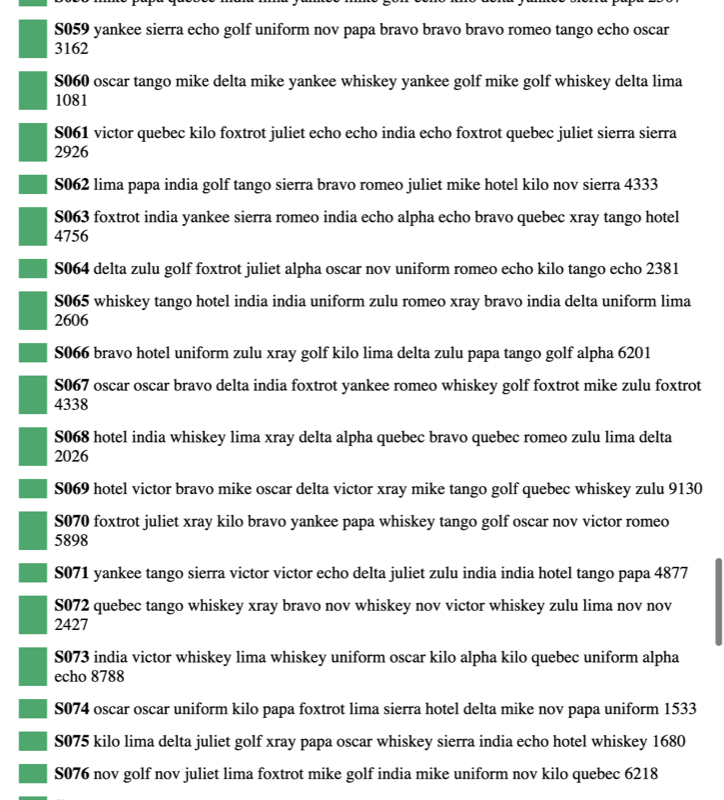 S059 yankee sierra echo golf uniform nov papa bravo bravo bravo romeo tango echo oscar
3162
S060 oscar tango mike delta mike yankee whiskey yankee golf mike golf whiskey delta lima
1081
S061 victor quebec kilo foxtrot juliet echo echo india echo foxtrot quebec juliet sierra sierra
2926
S062 lima papa india golf tango sierra bravo romeo juliet mike hotel kilo nov sierra 4333
S063 foxtrot india yankee sierra romeo india echo alpha echo bravo quebec xray tango hotel
4756
S064 delta zulu golf foxtrot juliet alpha oscar nov uniform romeo echo kilo tango echo 2381
S065 whiskey tango hotel india india uniform zulu romeo xray bravo india delta uniform lima
2606
S066 bravo hotel uniform zulu xray golf kilo lima delta zulu papa tango golf alpha 6201
S067 oscar oscar bravo delta india foxtrot yankee romeo whiskey golf foxtrot mike zulu foxtrot
4338
S068 hotel india whiskey lima xray delta alpha quebec bravo quebec romeo zulu lima delta
2026
S069 hotel victor bravo mike oscar delta victor xray mike tango golf quebec whiskey zulu 9130
S070 foxtrot juliet xray kilo bravo yankee papa whiskey tango golf oscar nov victor romeo
5898
S071 yankee tango sierra victor victor echo delta juliet zulu india india hotel tango papa 4877
S072 quebec tango whiskey xray bravo nov whiskey nov victor whiskey zulu lima nov nov
2427
S073 india victor whiskey lima whiskey uniform oscar kilo alpha kilo quebec uniform alpha
echo 8788
S074 oscar oscar uniform kilo papa foxtrot lima sierra hotel delta mike nov papa uniform 1533
S075 kilo lima delta juliet golf xray papa oscar whiskey sierra india echo hotel whiskey 1680
S076 nov golf nov juliet lima foxtrot mike golf india mike uniform nov kilo quebec 6218